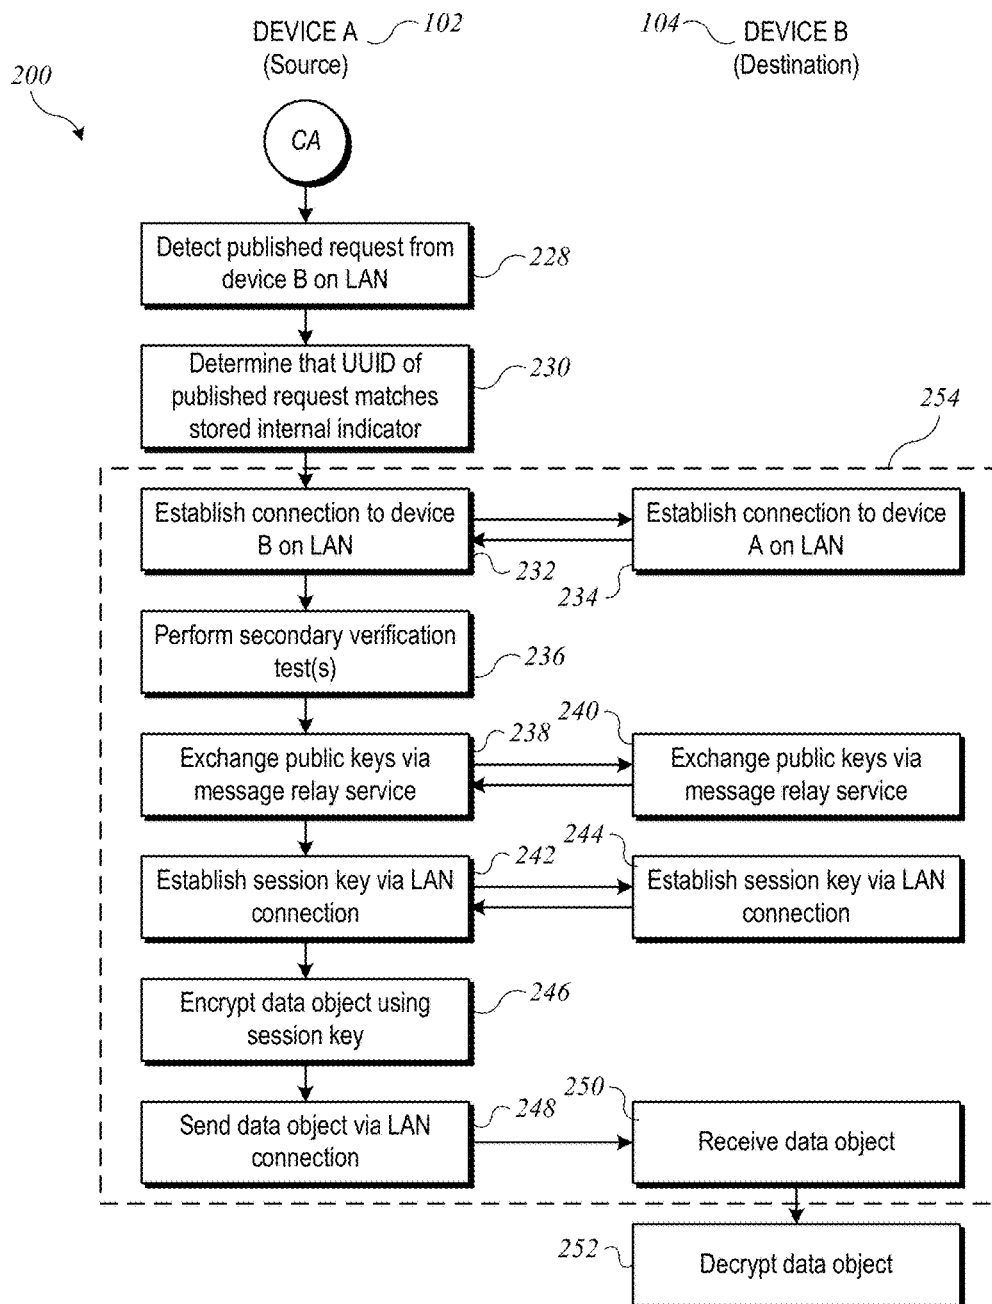 DEVICE A
(Source)
102
104
DEVICE B
(Destination)
200
CA
Detect published request from
device B on LAN
228
Determine that UUID of
published request matches
stored internal indicator
230
254
Establish connection to device
B on LAN
232
Establish connection to device
A on LAN
234
Perform secondary verification
test(s)
236
Exchange public keys via
message relay service
238
240
Exchange public keys via
message relay service
Establish session key via LAN
connection
242
244
Establish session key via LAN
connection
Encrypt data object using
session key
246
Send data object via LAN
connection
248
250
Receive data object
252
Decrypt data object